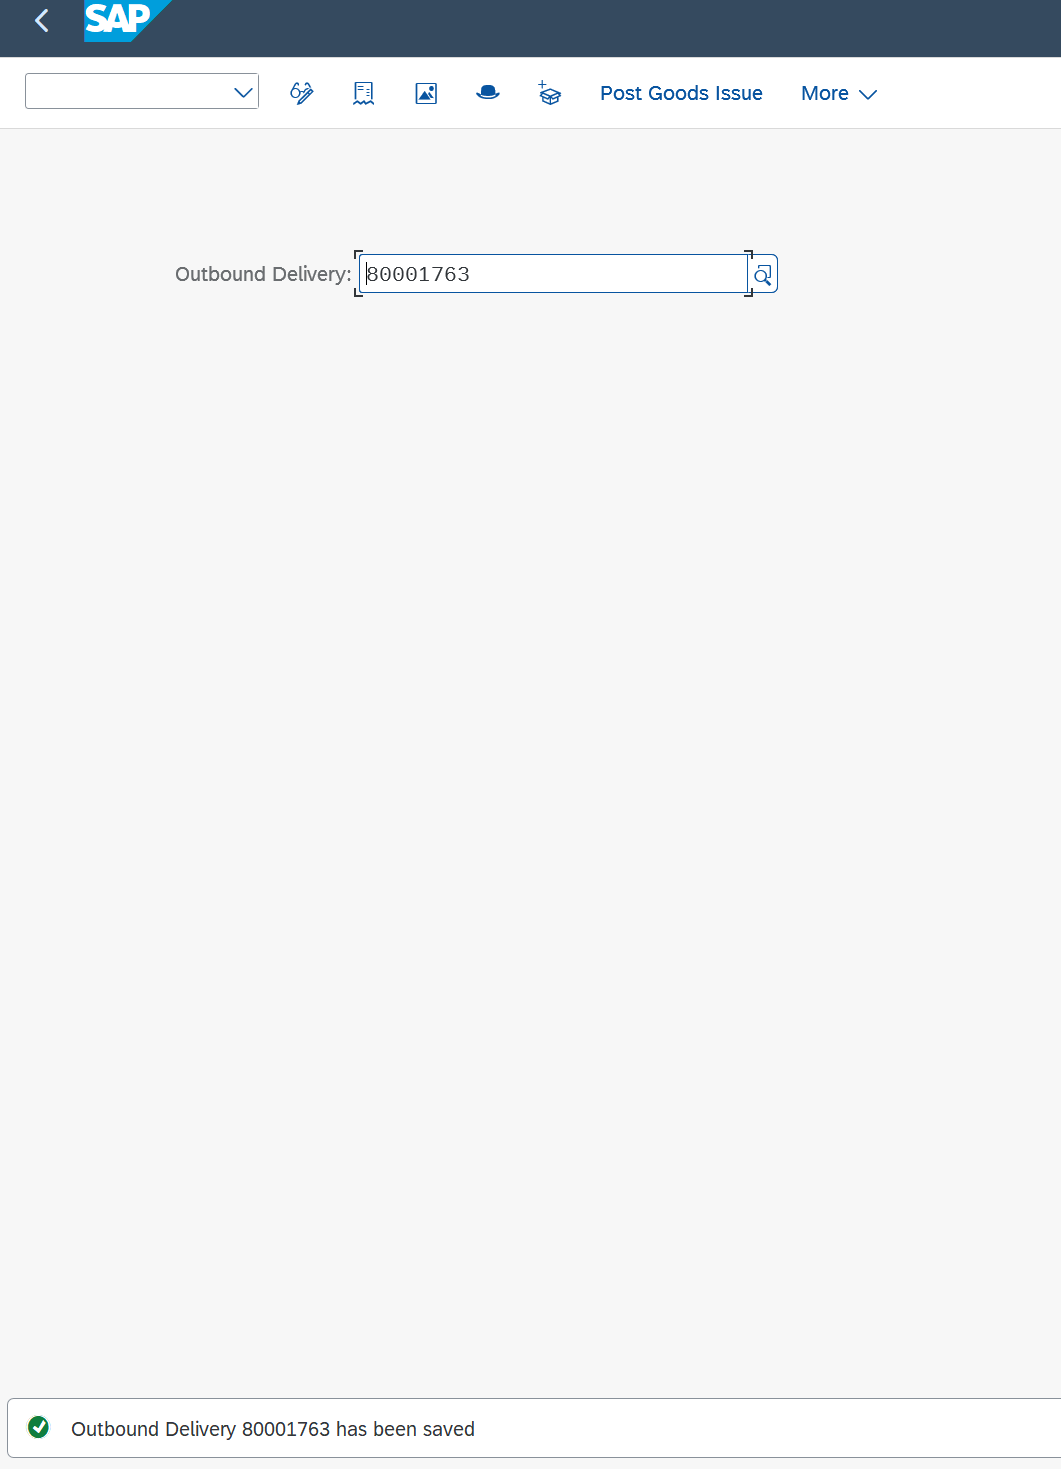 SAP
Post Goods Issue More
Outbound Delivery: 80001763
Outbound Delivery 80001763 has been saved